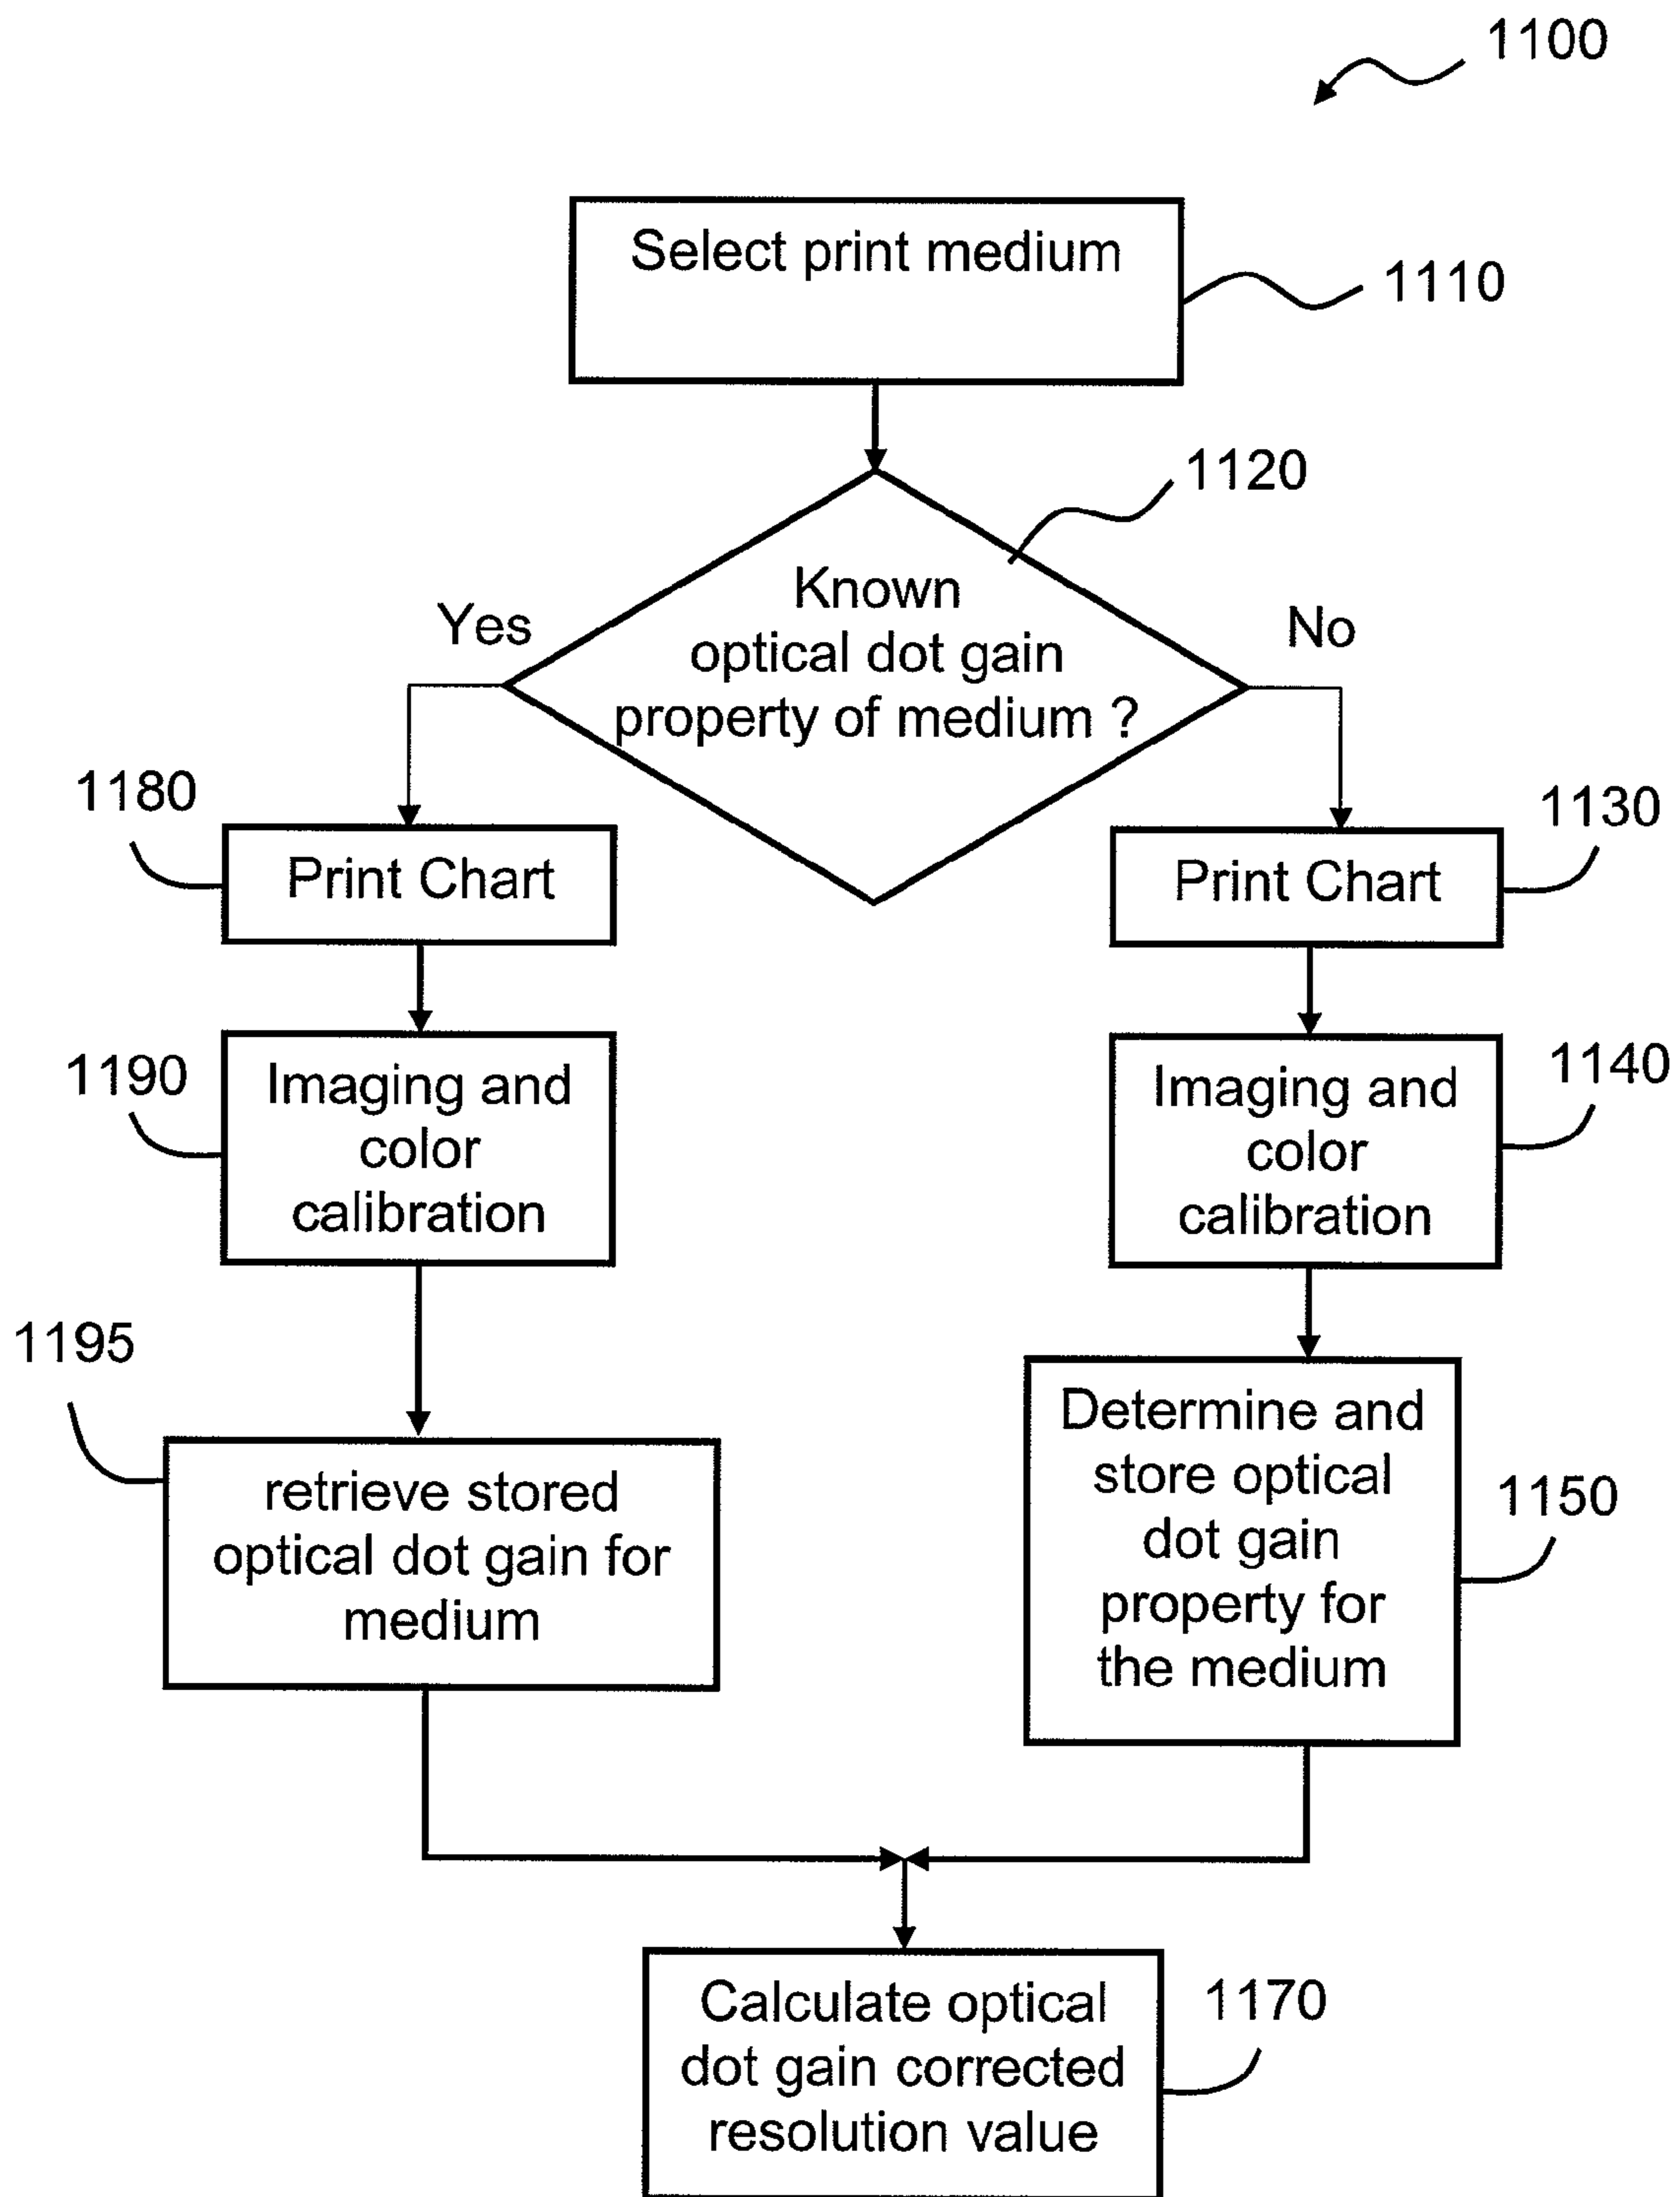 1100
Select print medium
1110
1120
Known
optical dot gain
property of medium ?
Yes
No
1180
Print Chart
1130
Print Chart
1190
Imaging and
color
calibration
1140
Imaging and
color
calibration
1195
retrieve stored
optical dot gain for
medium
Determine and
store optical
dot gain
property for
the medium
1150
Calculate optical
dot gain corrected
resolution value
1170